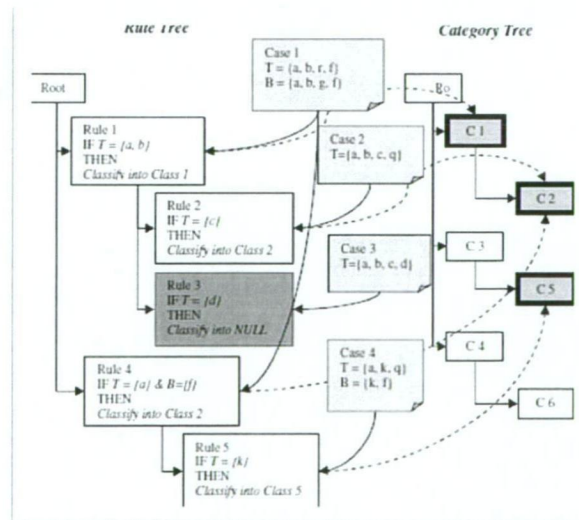 Rule Tree
Category Tree
Root
Ro
Case 1
T = {a, b, r, f}
B = {a, b, g, f}
Rule 1
IF T = {a, b}
THEN
Classify into Class 1
Case 2
T={a, b, c, q}
C 1
Rule 2
IF T = {c}
THEN
Classify into Class 2
C 2
Case 3
T={a, b, c, d}
C 3
Rule 3
IF T = {d}
THEN
Classify into NULL
C 5
Rule 4
IF T = {a} & B={f}
THEN
Classify into Class 2
Case 4
T = {a, k, q}
B = {k, f}
C 4
C 6
Rule 5
IF T = {k}
THEN
Classify into Class 5